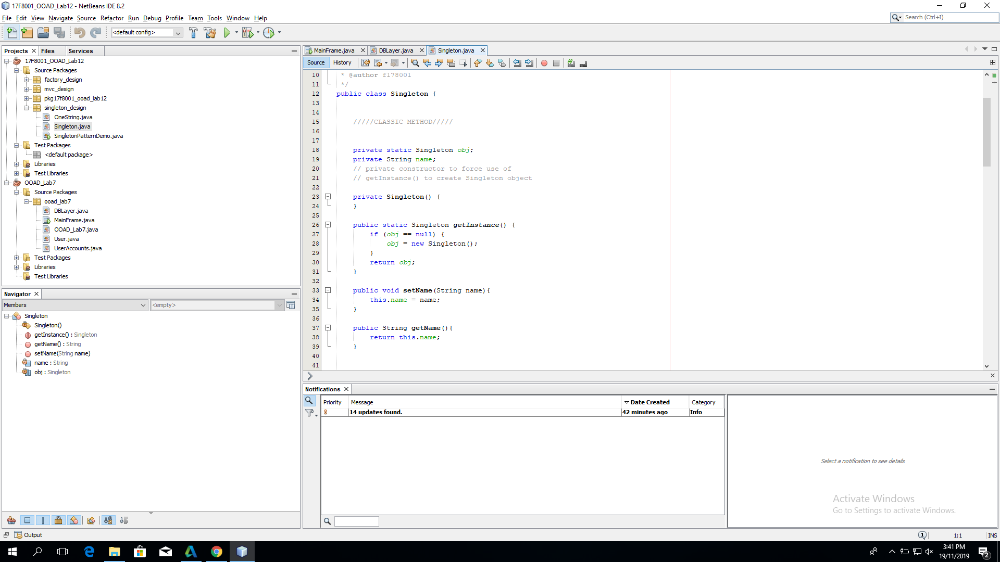 17F8001_OOAD_Lab12 - NetBeans IDE 8.2
File Edit View Navigate Source Refactor Run Debug Profile Team Tools Window Help
Search (Ctrl+I)
<default config>
Projects Files Services
17F8001_OOAD_Lab12
Source Packages
factory_design
mvc_design
pkg17f8001_ooad_lab12
singleton_design
OneString.java
Singleton.java
SingletonPatternDemo.java
Test Packages
<default package>
Libraries
Test Libraries
OOAD_Lab7
Source Packages
ooad_lab7
DBLayer.java
MainFrame.java
OOAD_Lab7.java
User.java
UserAccounts.java
Test Packages
Libraries
Test Libraries
Navigator
Members <empty>
Singleton
Singleton()
getInstance() : Singleton
getName() : String
setName(String name)
name : String
obj : Singleton
MainFrame.java DBLayer.java Singleton.java
Source History
10 * @author f178001
11 */
12 public class Singleton {
13
14
15 /////CLASSIC METHOD/////
16
17
18 private static Singleton obj;
19 private String name;
20 // private constructor to force use of
21 // getInstance() to create Singleton object
22
23 private Singleton() {
24 }
25
26 public static Singleton getInstance() {
27 if (obj == null) {
28 obj = new Singleton();
29 }
30 return obj;
31 }
32
33 public void setName(String name){
34 this.name = name;
35 }
36
37 public String getName(){
38 return this.name;
39 }
40
41
Notifications
Priority Message Date Created Category
14 updates found. 42 minutes ago Info
Select a notification to see details
Activate Windows
Go to Settings to activate Windows.
Output
1 1:1 INS
3:41 PM
19/11/2019
2